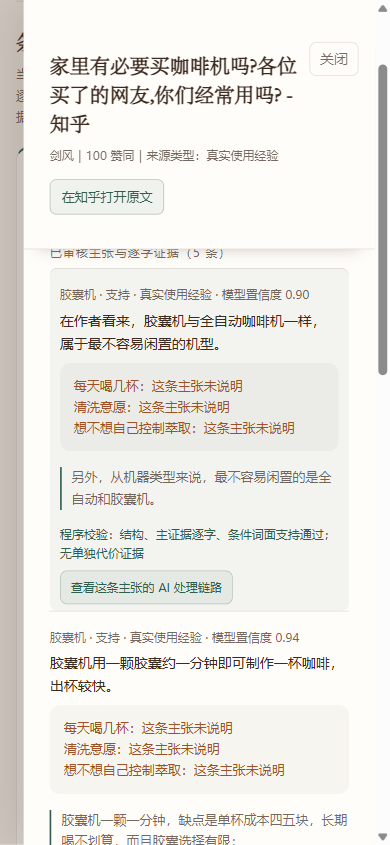 家里有必要买咖啡机吗?各位
买了的网友,你们经常用吗? -
知乎
关闭
剑风 | 100 赞同 | 来源类型：真实使用经验
在知乎打开原文
已审核主张与逐字证据（5 条）
胶囊机 · 支持 · 真实使用经验 · 模型置信度 0.90
在作者看来，胶囊机与全自动咖啡机一样，
属于最不容易闲置的机型。
每天喝几杯：这条主张未说明
清洗意愿：这条主张未说明
想不想自己控制萃取：这条主张未说明
另外，从机器类型来说，最不容易闲置的是全
自动和胶囊机。
程序校验：结构、主证据逐字、条件词面支持通过；
无单独代价证据
查看这条主张的 AI 处理链路
胶囊机 · 支持 · 真实使用经验 · 模型置信度 0.94
胶囊机用一颗胶囊约一分钟即可制作一杯咖啡，
出杯较快。
每天喝几杯：这条主张未说明
清洗意愿：这条主张未说明
想不想自己控制萃取：这条主张未说明
胶囊机一颗一分钟，缺点是单杯成本四五块，长期
喝不划算，而且胶囊选择有限；